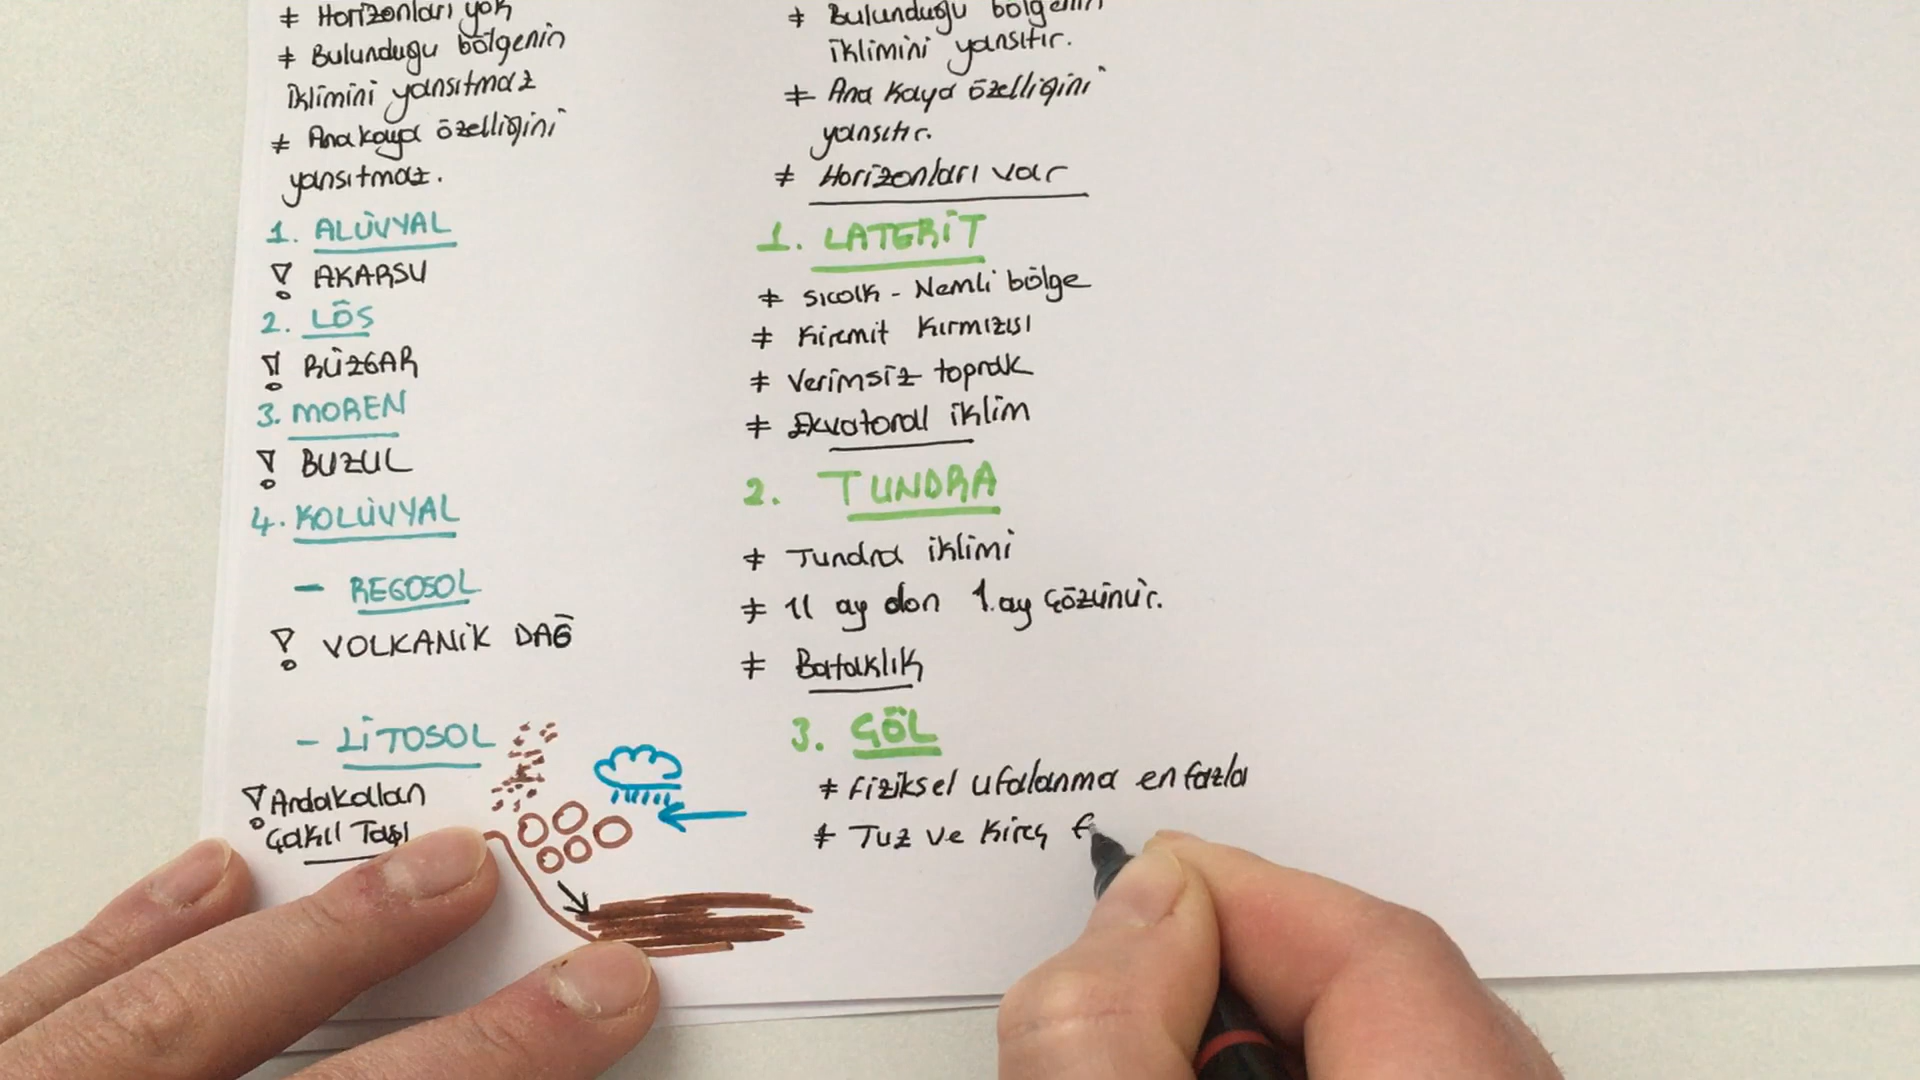 ≠ Horizonları yok
≠ Bulunduğu bölgenin
iklimini yansıtmaz
≠ Anakaya özelliğini
yansıtmaz.
1. ALÜVYAL
! AKARSU
2. LÖS
! RÜZGAR
3. MOREN
! BUZUL
4. KOLÜVYAL
- REGOSOL
! VOLKANİK DAĞ
- LİTOSOL
! Andakallan
Çakıl Taşı
≠ Bulunduğu bölgenin
iklimini yansıtır.
≠ Ana Kaya özelliğini
yansıtır.
≠ Horizonları var
1. LATERİT
≠ sıcak - Nemli bölge
≠ Kiremit Kırmızısı
≠ Verimsiz toprak
≠ Ekvatoral iklim
2. TUNDRA
≠ Tundra iklimi
≠ 11 ay don 1.ay çözünür.
≠ Bataklık
3. ÇÖL
≠ Fiziksel ufalanma en fazla
≠ Tuz ve Kireç f